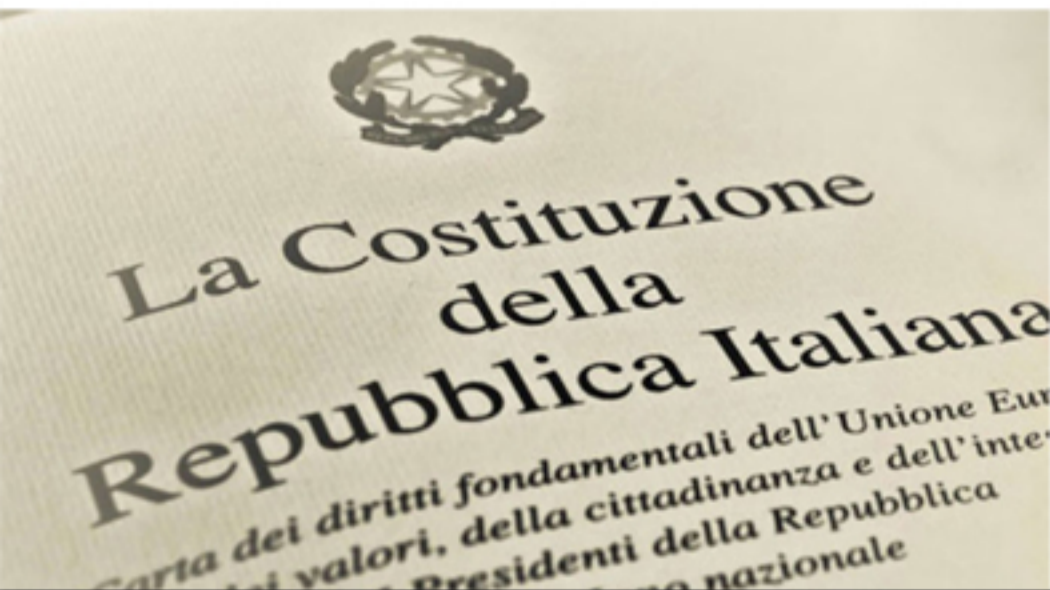 La Costituzione
della
Repubblica Italiana
Carta dei diritti fondamentali dell'Unione
valori, della cittadinanza e
Presidenti della Repubblica
nazionale